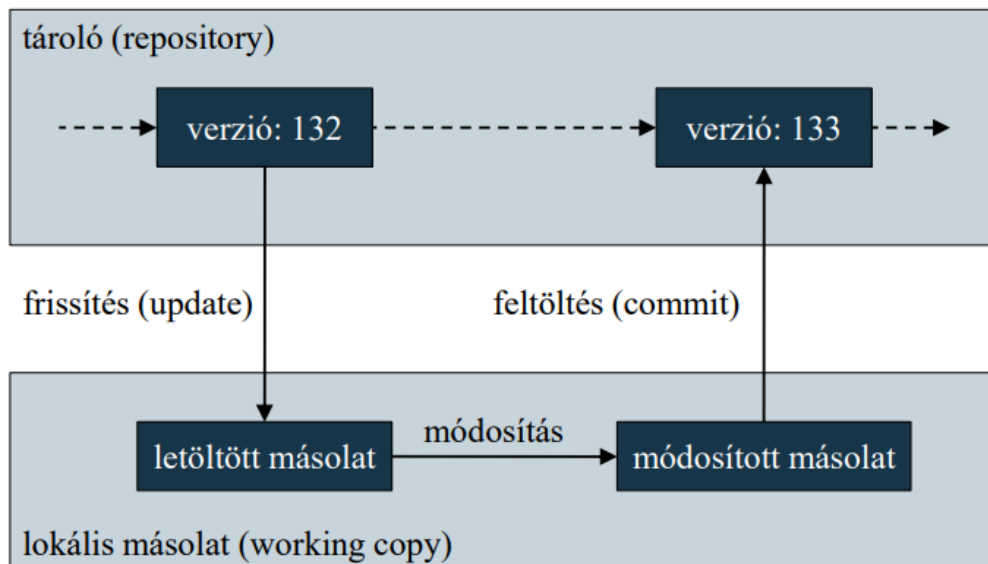 tároló (repository)
verzió: 132
verzió: 133
frissítés (update)
feltöltés (commit)
letöltött másolat
módosítás
módosított másolat
lokális másolat (working copy)